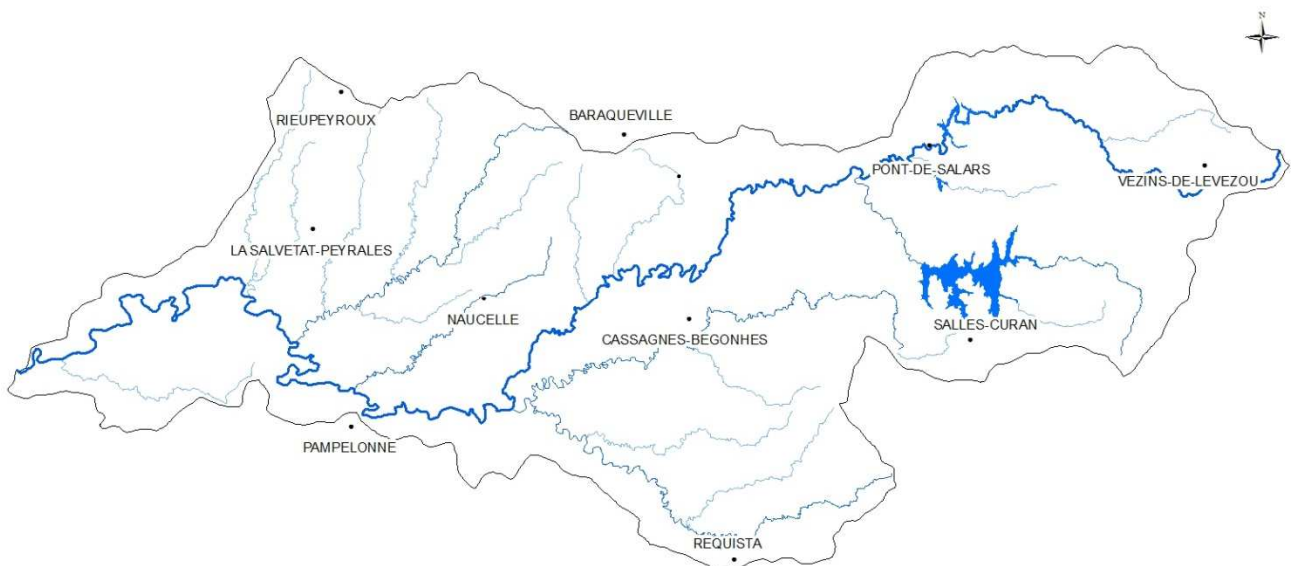 N
RIEUPEYROUX
BARAQUEVILLE
PONT-DE-SALARS
VEZINS-DE-LEVEZOU
LA SALVETAT-PEYRALES
NAUCELLE
SALLES-CURAN
CASSAGNES-BEGONHES
PAMPELONNE
REQUISTA